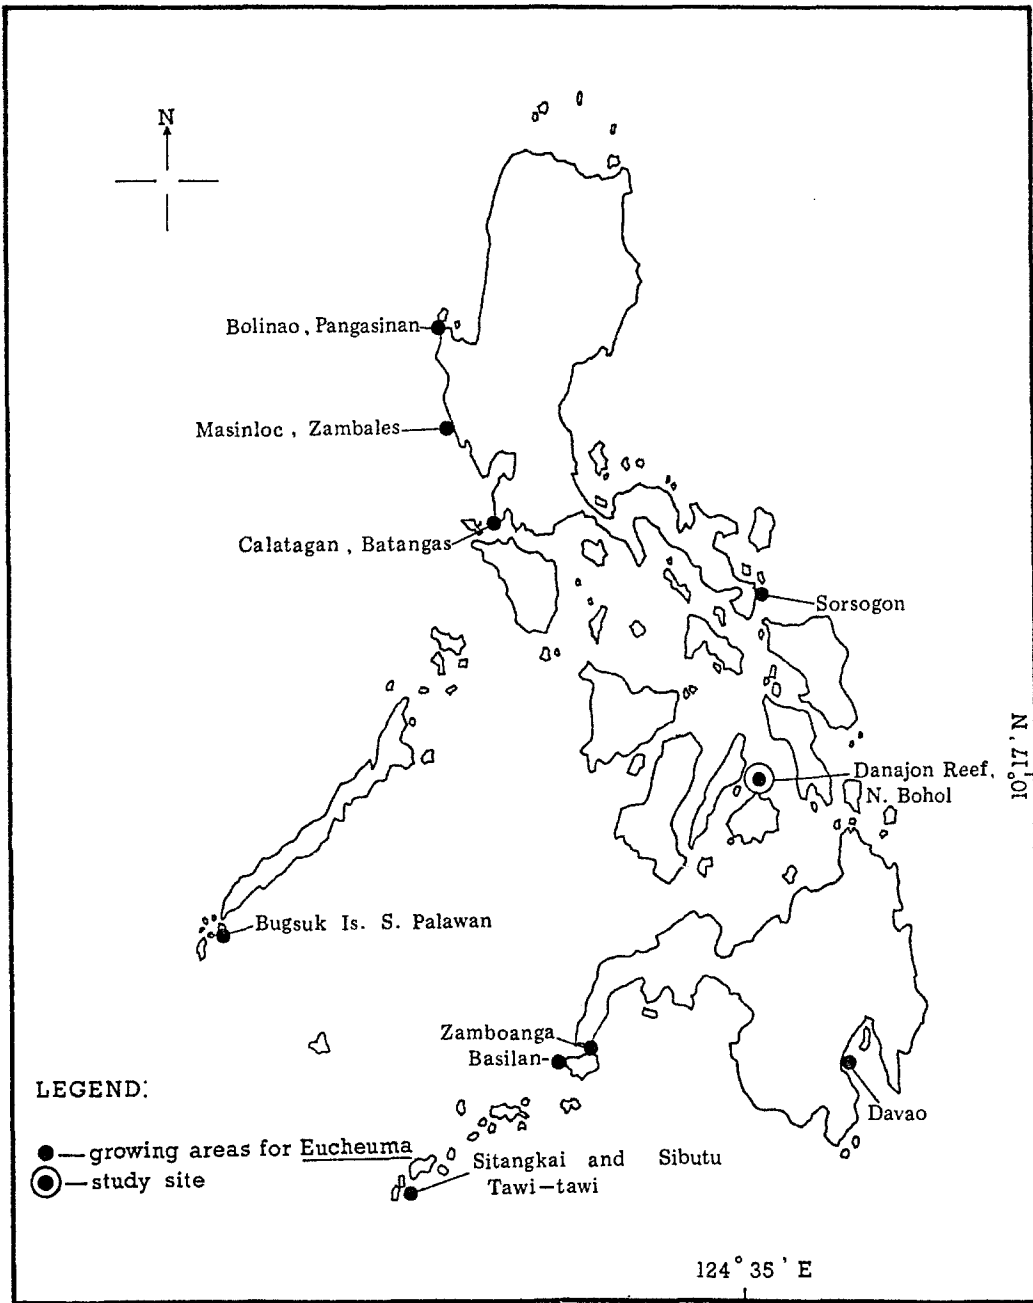 N
Bolinao, Pangasinan
Masinloc, Zambales
Calatagan, Batangas
Sorsogon
10°17' N
Danajon Reef,
N. Bohol
Bugsuk Is. S. Palawan
Zamboanga
Basilan
Davao
LEGEND:
growing areas for Eucheuma
study site
Sitangkai and Sibutu
Tawi-tawi
124°35' E